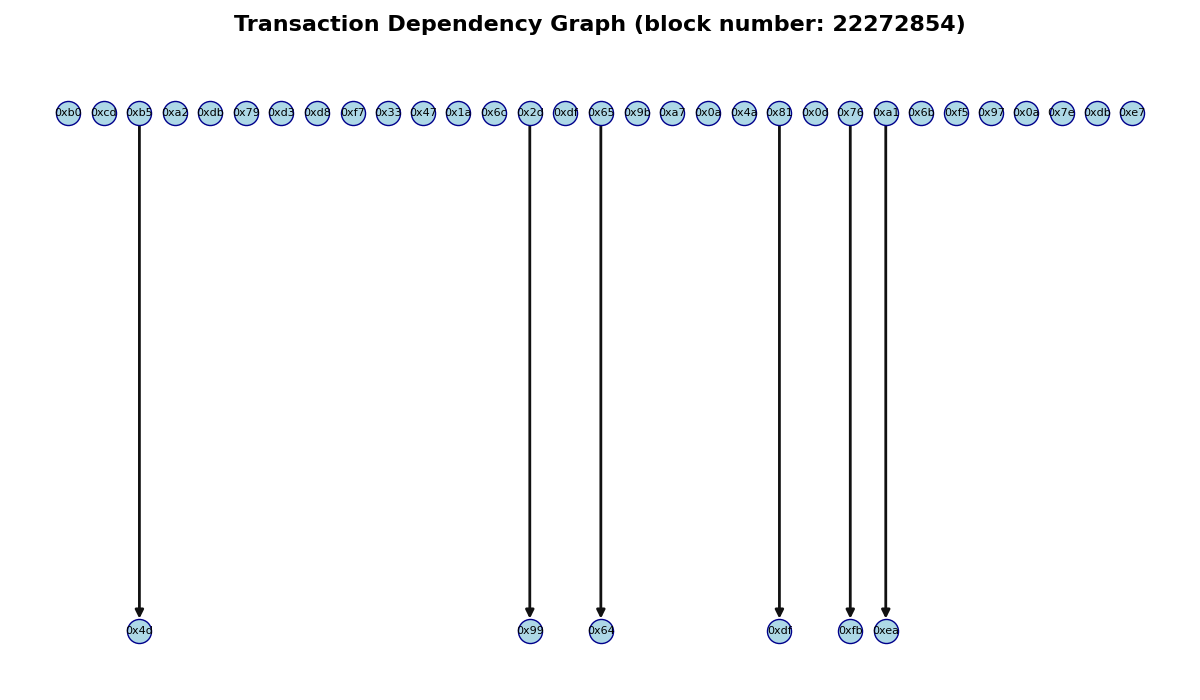 Transaction Dependency Graph (block number: 22272854)
0xb0 0xcd 0xb5 0xa2 0xdb 0x79 0xd3 0xd8 0xf7 0x33 0x47 0x1a 0x6c 0x2d 0xdf 0x65 0x9b 0xa7 0x0a 0x4a 0x81 0x0d 0x76 0xa1 0x6b 0xf5 0x97 0x0a 0x7e 0xdb 0xe7
0x4d 0x99 0x64 0xdf 0xfb 0xea